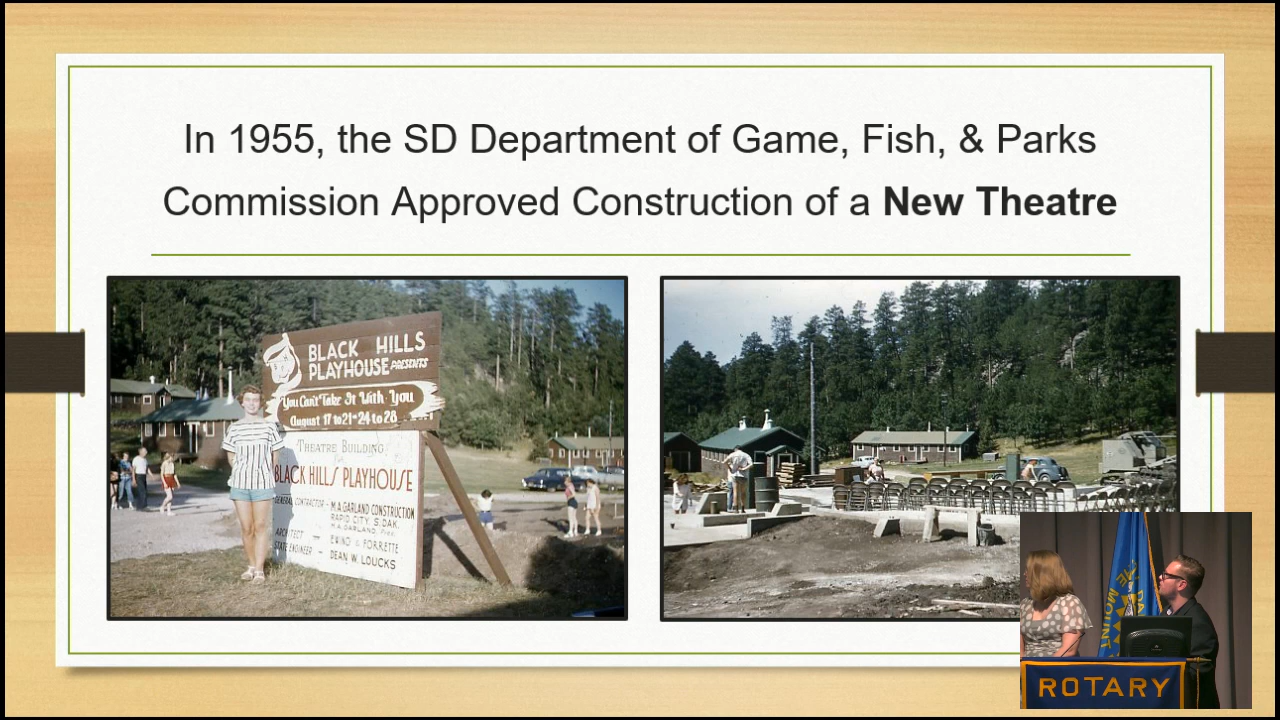 In 1955, the SD Department of Game, Fish, & Parks
Commission Approved Construction of a New Theatre
BLACK HILLS
PLAYHOUSE PRESENTS
You Can't Take It With You
August 17 to 21 - 24 to 28
THEATRE BUILDING
BLACK HILLS PLAYHOUSE
GENERAL CONTRACTOR - M.A. GARLAND CONSTRUCTION
RAPID CITY, S. DAK.
M.A. GARLAND,
ARCHITECT - EWING & FORRETTE
STATE ENGINEER - DEAN W. LOUCKS
MOUNT
ROTARY